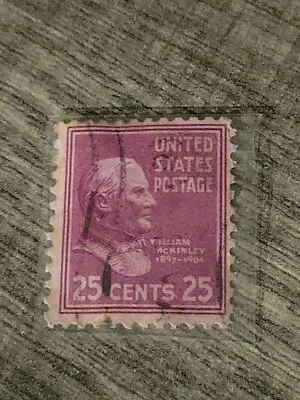 UNITED
STATES
POSTAGE
WILLIAM
McKINLEY
1897-1901
25 CENTS 25